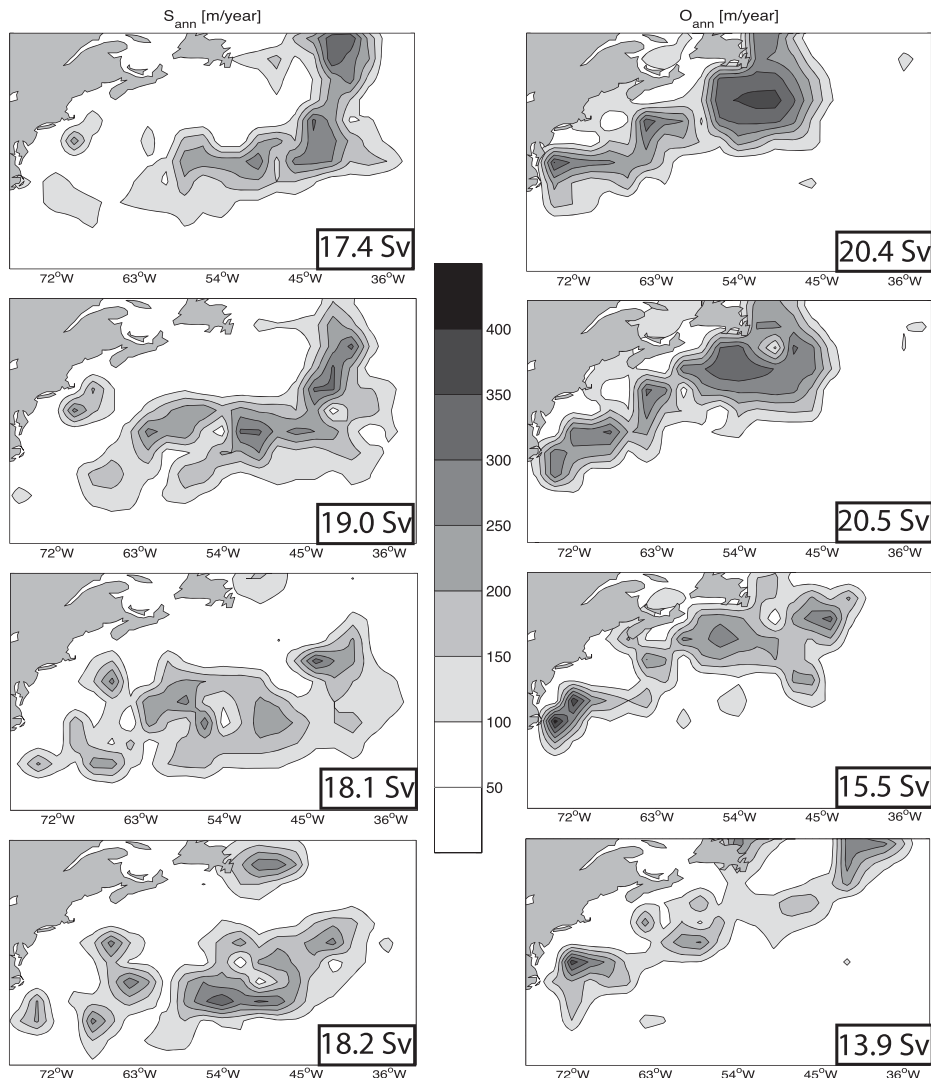 S_ann [m/year]
O_ann [m/year]
17.4 Sv
20.4 Sv
72°W 63°W 54°W 45°W 36°W
72°W 63°W 54°W 45°W 36°W
400
350
300
250
200
150
100
50
19.0 Sv
20.5 Sv
72°W 63°W 54°W 45°W 36°W
72°W 63°W 54°W 45°W 36°W
18.1 Sv
15.5 Sv
72°W 63°W 54°W 45°W 36°W
72°W 63°W 54°W 45°W 36°W
18.2 Sv
13.9 Sv
72°W 63°W 54°W 45°W 36°W
72°W 63°W 54°W 45°W 36°W